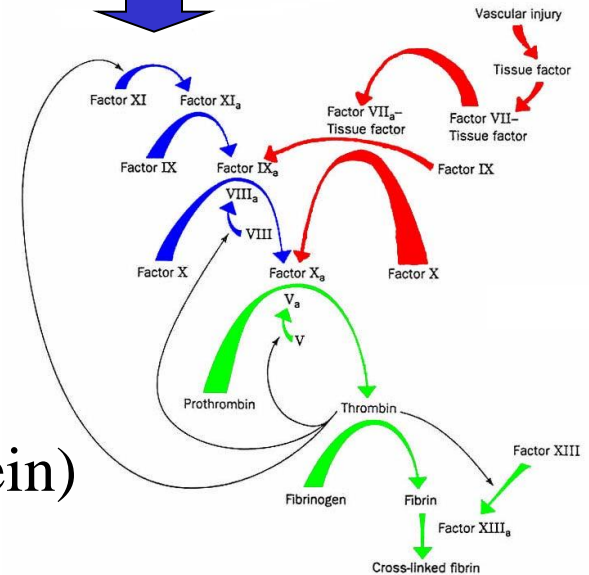 Vascular injury
Tissue factor
Factor XI
Factor XIₐ
Factor VIIₐ–
Tissue factor
Factor VII–
Tissue factor
Factor IX
Factor IXₐ
Factor IX
VIIIₐ
VIII
Factor X
Factor Xₐ
Factor X
Vₐ
V
Prothrombin
Thrombin
ein)
Factor XIII
Fibrinogen
Fibrin
Factor XIIIₐ
Cross-linked fibrin